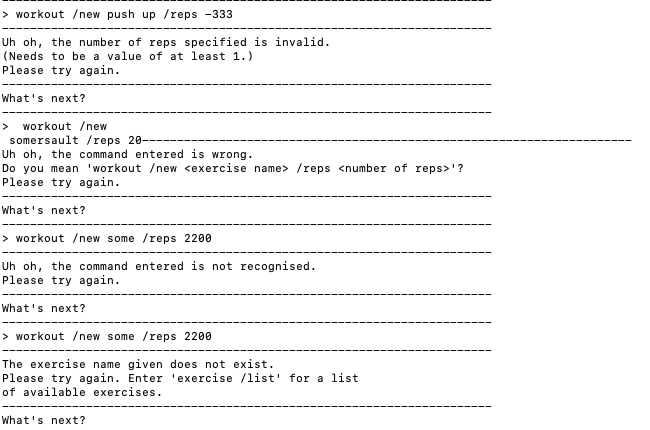 > workout /new push up /reps -333
Uh oh, the number of reps specified is invalid.
(Needs to be a value of at least 1.)
Please try again.
What's next?
>  workout /new
 somersault /reps 20
Uh oh, the command entered is wrong.
Do you mean 'workout /new <exercise name> /reps <number of reps>'?
Please try again.
What's next?
> workout /new some /reps 2200
Uh oh, the command entered is not recognised.
Please try again.
What's next?
> workout /new some /reps 2200
The exercise name given does not exist.
Please try again. Enter 'exercise /list' for a list
of available exercises.
What's next?